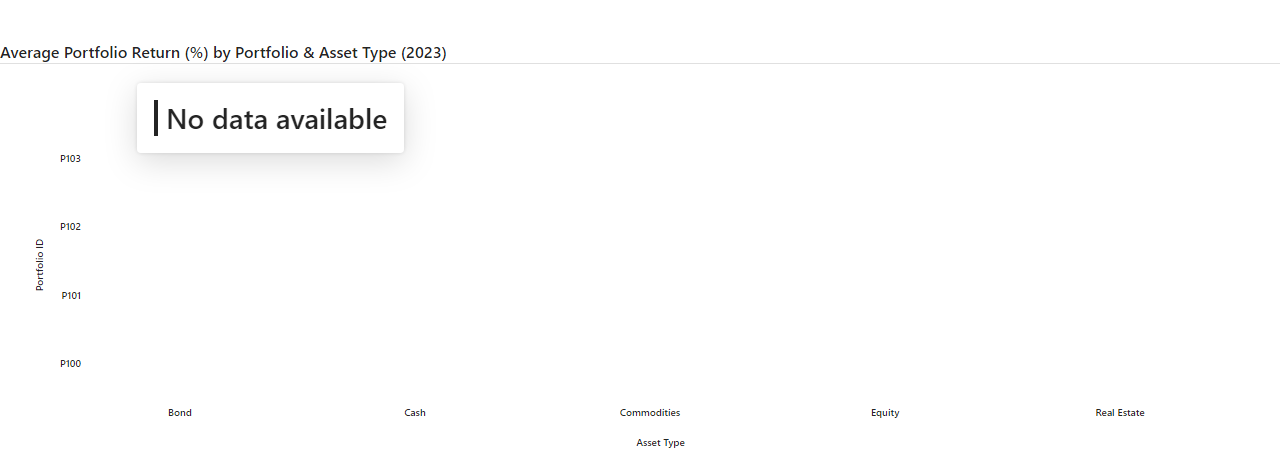 Average Portfolio Return (%) by Portfolio & Asset Type (2023)
No data available
P103
P102
Portfolio ID
P101
P100
Bond Cash Commodities Equity Real Estate
Asset Type